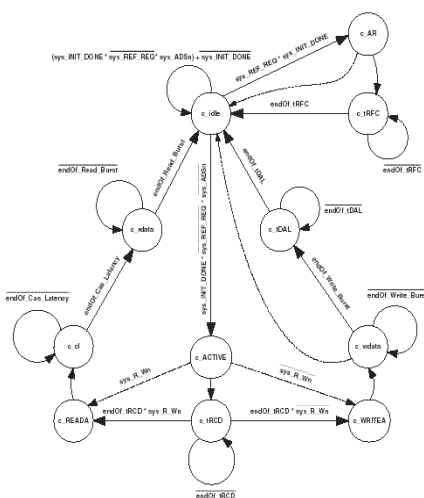 (sys_INIT_DONE * sys_REF_REQ* sys_ADSn) + sys_INIT_DONE
sys_REF_REQ * sys_INIT_DONE
c_AR
c_idle
endOf_tRFC
c_tRFC
endOf_tRFC
endOf_Read_Burst
endOf_Read_Burst
c_rdata
sys_INIT_DONE * sys_REF_REQ * sys_ADSn
endOf_tDAL
endOf_tDAL
c_tDAL
endOf_Cas_Latency
endOf_Cas_Latency
c_cl
endOf_Write_Burst
endOf_Write_Burs
c_wdata
c_ACTIVE
sys_R_Wn
sys_R_Wn
c_READA
endOf_tRCD * sys_R_Wn
c_tRCD
endOf_tRCD * sys_R_Wn
c_WRITEA
endOf_tRCD